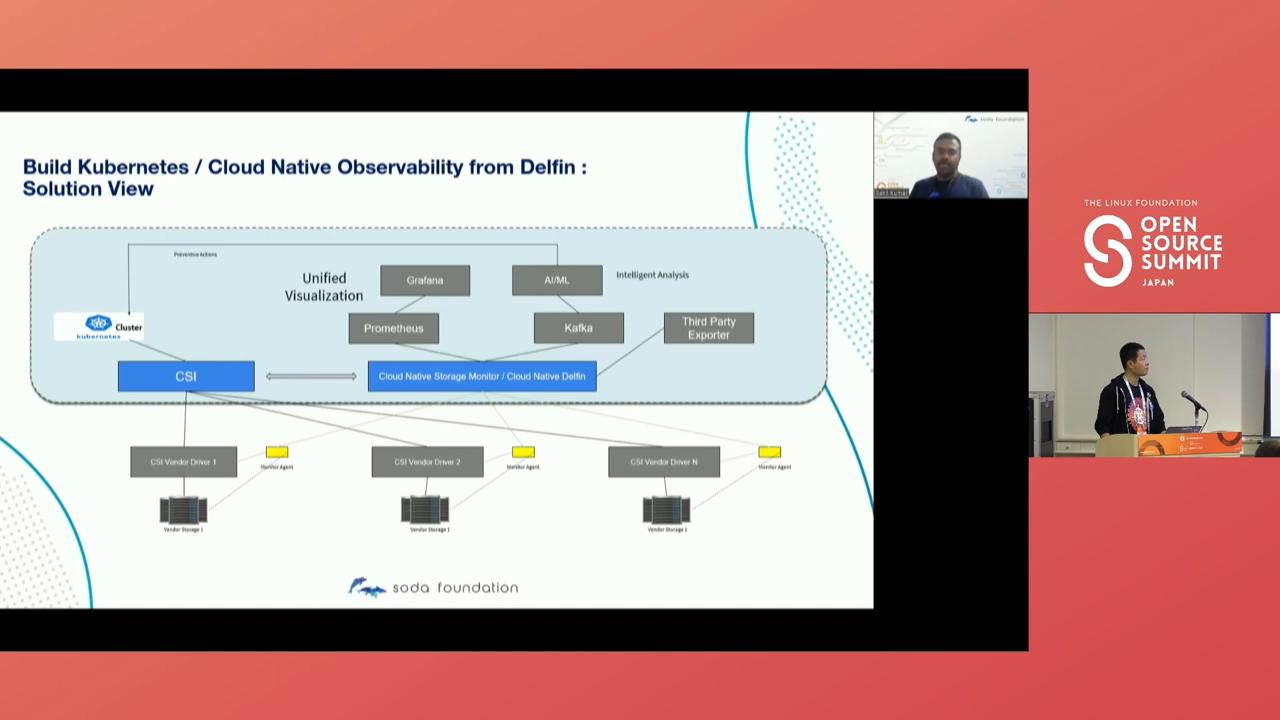 Build Kubernetes / Cloud Native Observability from Delfin :
Solution View
Preventive Actions
Unified
Visualization
Grafana
AI/ML
Intelligent Analysis
Cluster
kubernetes
Prometheus
Kafka
Third Party
Exporter
CSI
Cloud Native Storage Monitor / Cloud Native Delfin
CSI Vendor Driver 1
Monitor Agent
CSI Vendor Driver 2
Monitor Agent
CSI Vendor Driver N
Monitor Agent
Vendor Storage 1
Vendor Storage 1
Vendor Storage 1
soda foundation
soda foundation
THE LINUX FOUNDATION
OPEN
SOURCE
SUMMIT
JAPAN